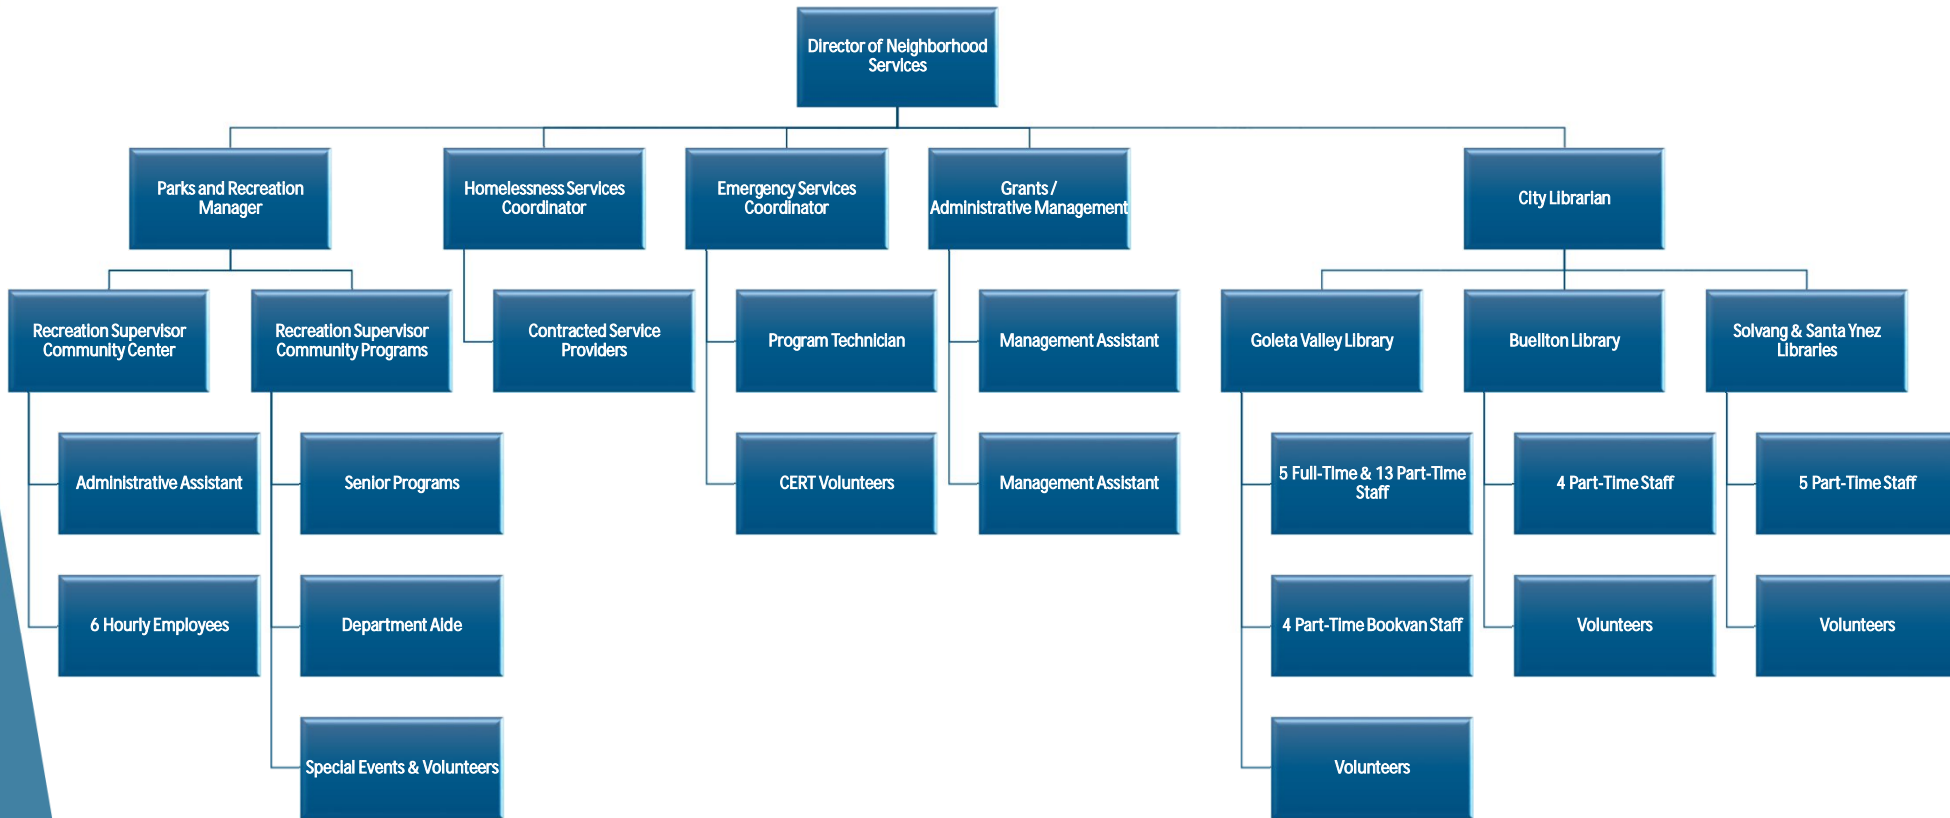 Director of Neighborhood
Services
Parks and Recreation
Manager
Homelessness Services
Coordinator
Emergency Services
Coordinator
Grants /
Administrative Management
City Librarian
Recreation Supervisor
Community Center
Recreation Supervisor
Community Programs
Contracted Service
Providers
Program Technician
Management Assistant
Goleta Valley Library
Buellton Library
Solvang & Santa Ynez
Libraries
Administrative Assistant
Senior Programs
CERT Volunteers
Management Assistant
5 Full-Time & 13 Part-Time
Staff
4 Part-Time Staff
5 Part-Time Staff
6 Hourly Employees
Department Aide
4 Part-Time Bookvan Staff
Volunteers
Volunteers
Special Events & Volunteers
Volunteers